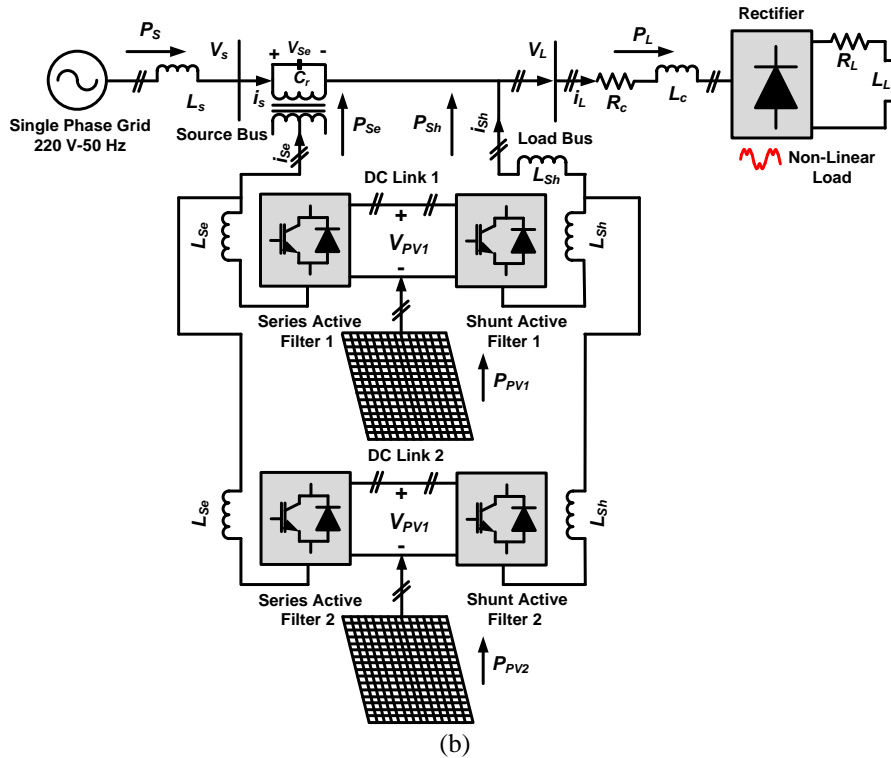 Rectifier
P_S
V_s
+ V_Se -
C_r
V_L
P_L
R_L
L_L
L_s
i_s
i_L
R_c
L_c
Single Phase Grid
220 V-50 Hz
Source Bus
P_Se
P_Sh
i_Sh
Load Bus
Non-Linear
Load
i_Se
L_Sh
DC Link 1
L_Se
+
V_PV1
-
L_Sh
Series Active
Filter 1
Shunt Active
Filter 1
P_PV1
DC Link 2
L_Se
+
V_PV1
-
L_Sh
Series Active
Filter 2
Shunt Active
Filter 2
P_PV2
(b)